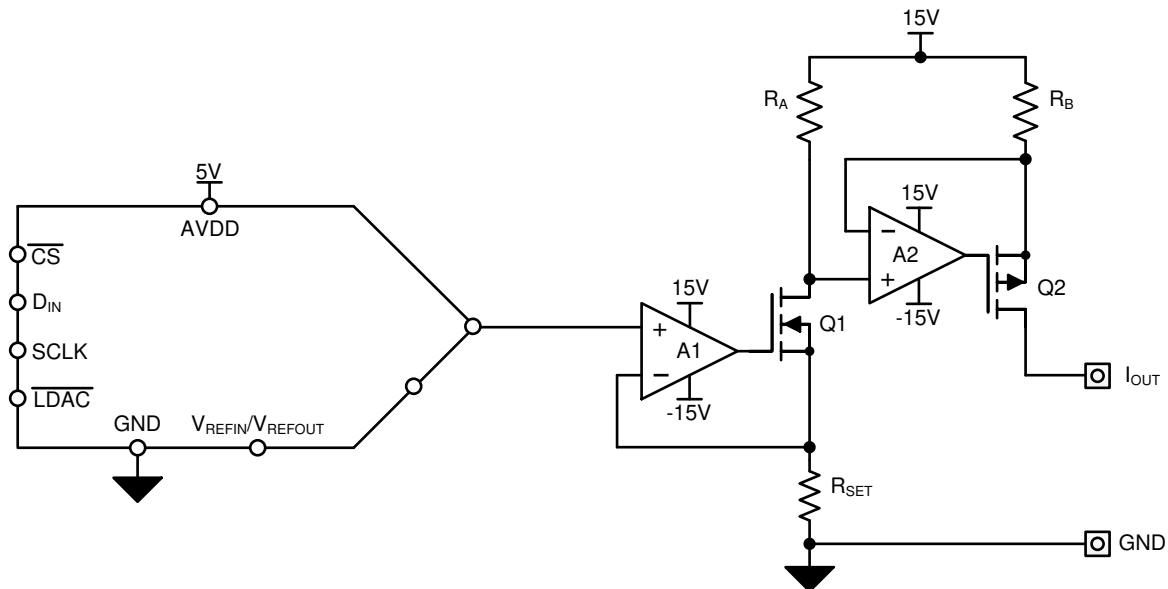 15V
R_A
R_B
5V
AVDD
CS
D_IN
SCLK
LDAC
GND
V_REFIN/V_REFOUT
15V
+
A1
−
-15V
Q1
15V
−
A2
+
-15V
Q2
I_OUT
R_SET
GND